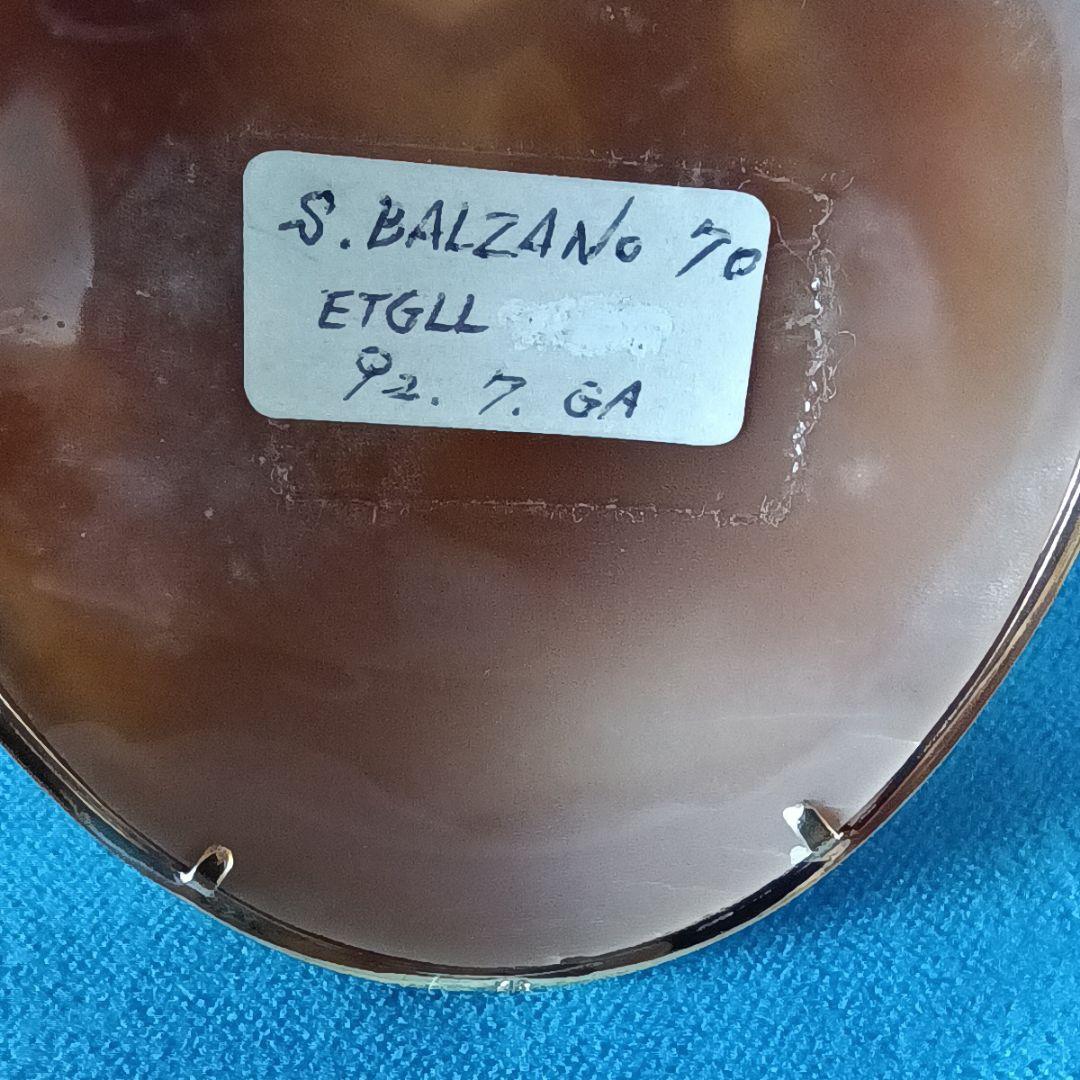 S. BALZANO 70
ETGLL
92. 7. GA